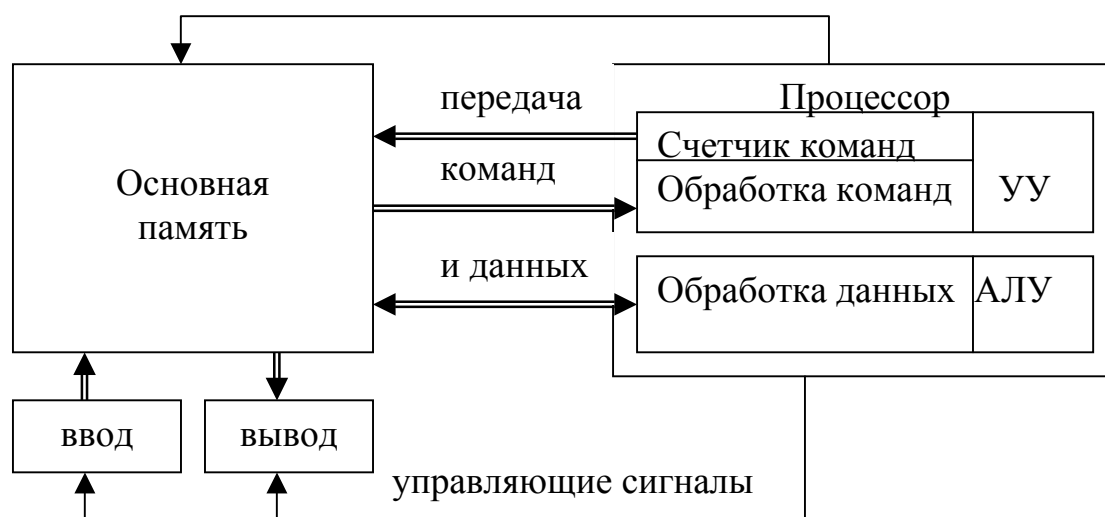 передача
Процессор
Счетчик команд
команд
Основная
память
Обработка команд
УУ
и данных
Обработка данных
АЛУ
ввод
вывод
управляющие сигналы